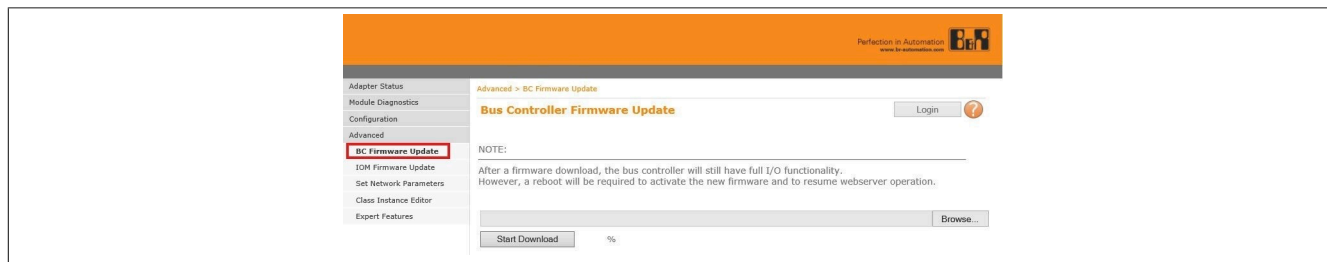 Perfection in Automation
www.br-automation.com
B&R
Adapter Status
Module Diagnostics
Configuration
Advanced
BC Firmware Update
IOM Firmware Update
Set Network Parameters
Class Instance Editor
Expert Features
Advanced > BC Firmware Update
Bus Controller Firmware Update
Login
?
NOTE:
After a firmware download, the bus controller will still have full I/O functionality.
However, a reboot will be required to activate the new firmware and to resume webserver operation.
Browse...
Start Download
%